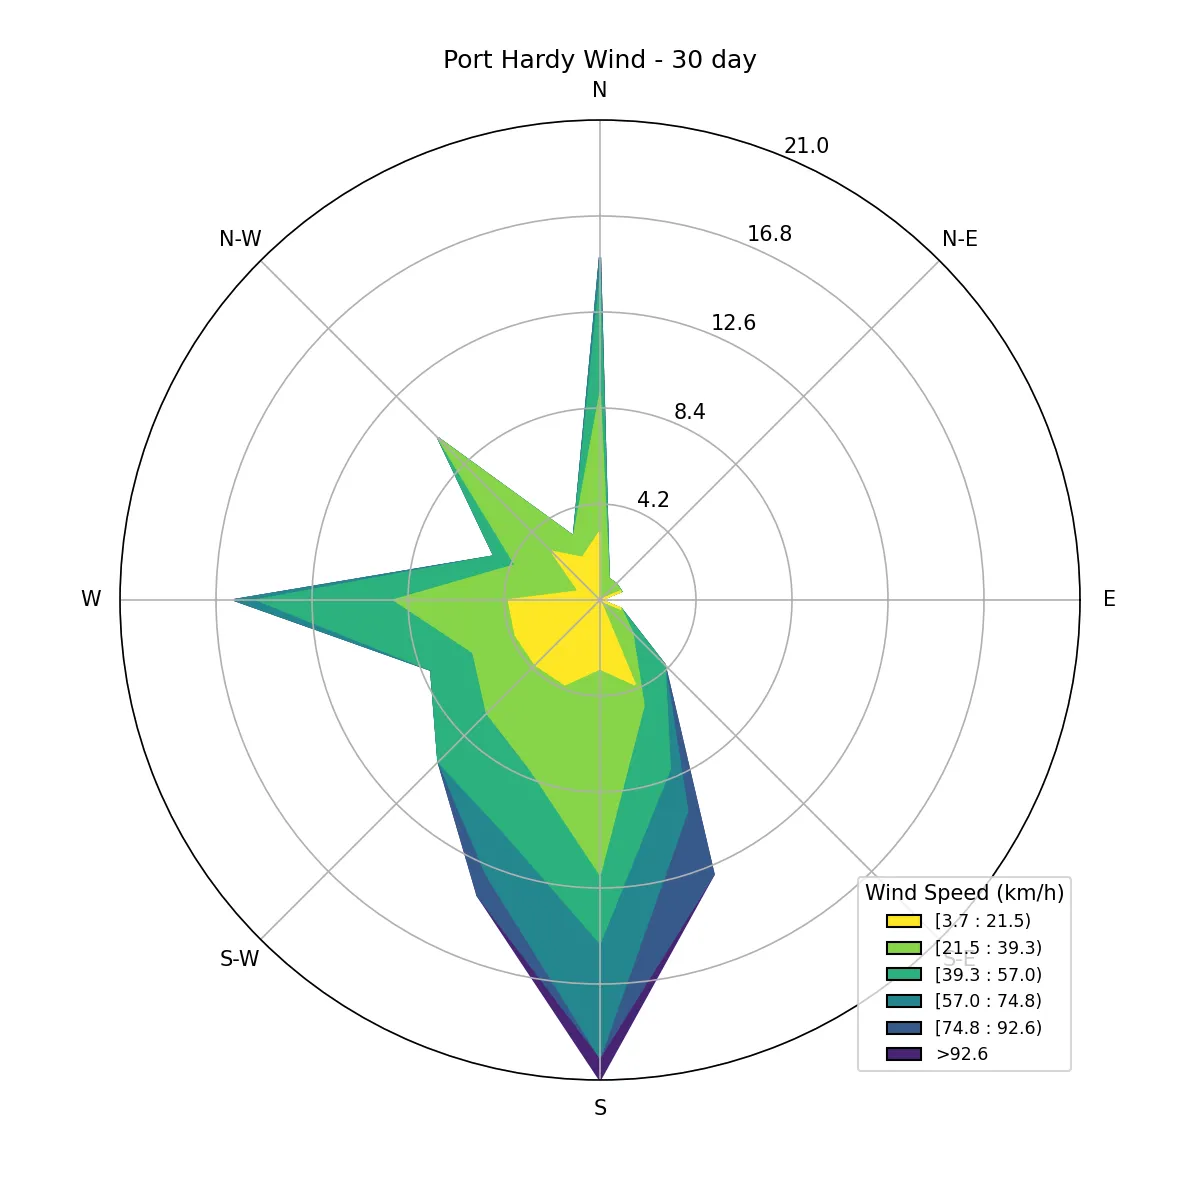 Port Hardy Wind - 30 day
N
21.0
16.8
N-W
N-E
12.6
8.4
4.2
W
E
Wind Speed (km/h)
[3.7 : 21.5)
[21.5 : 39.3)
S-W
S-E
[39.3 : 57.0)
[57.0 : 74.8)
[74.8 : 92.6)
>92.6
S